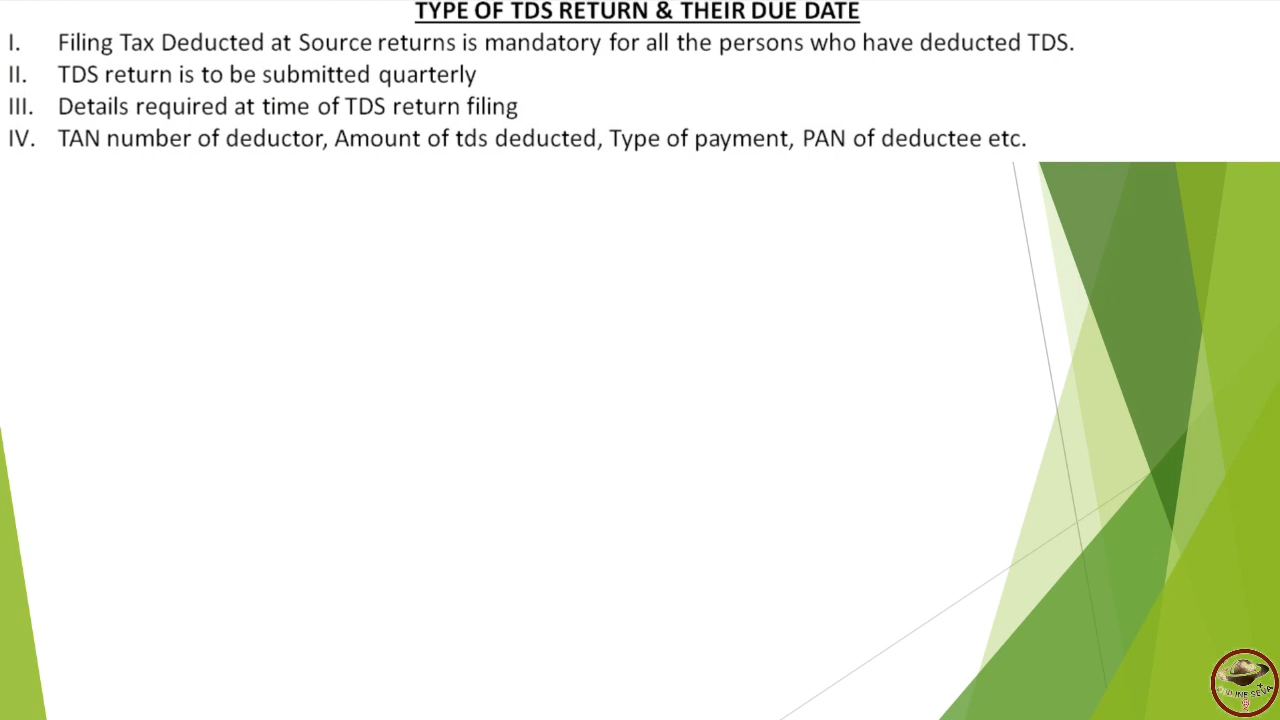 TYPE OF TDS RETURN & THEIR DUE DATE
I. Filing Tax Deducted at Source returns is mandatory for all the persons who have deducted TDS.
II. TDS return is to be submitted quarterly
III. Details required at time of TDS return filing
IV. TAN number of deductor, Amount of tds deducted, Type of payment, PAN of deductee etc.
ONLINE SEVA